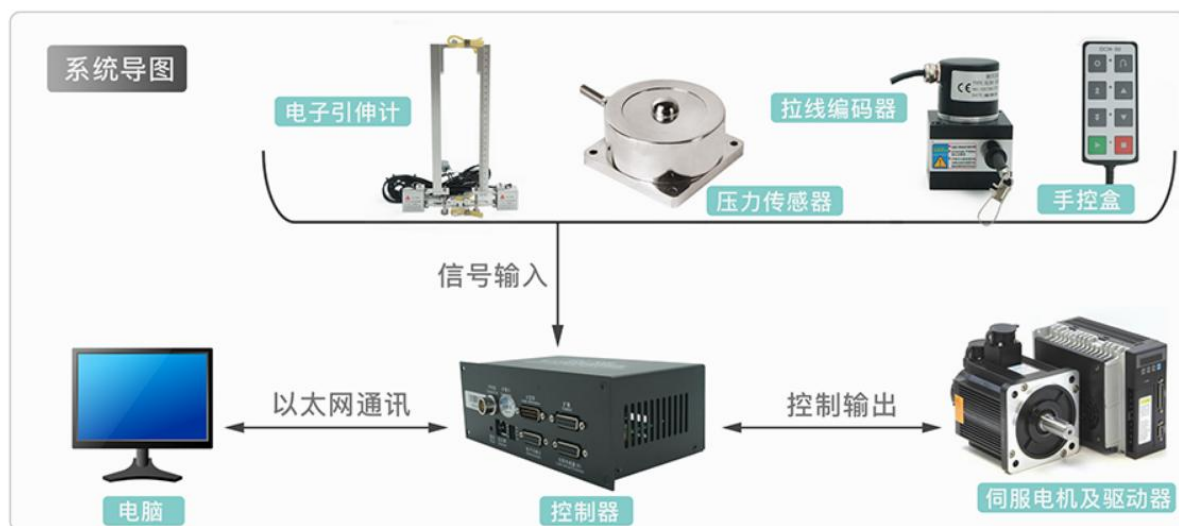 系统导图
电子引伸计
压力传感器
拉线编码器
手控盒
信号输入
以太网通讯
控制输出
电脑
控制器
伺服电机及驱动器